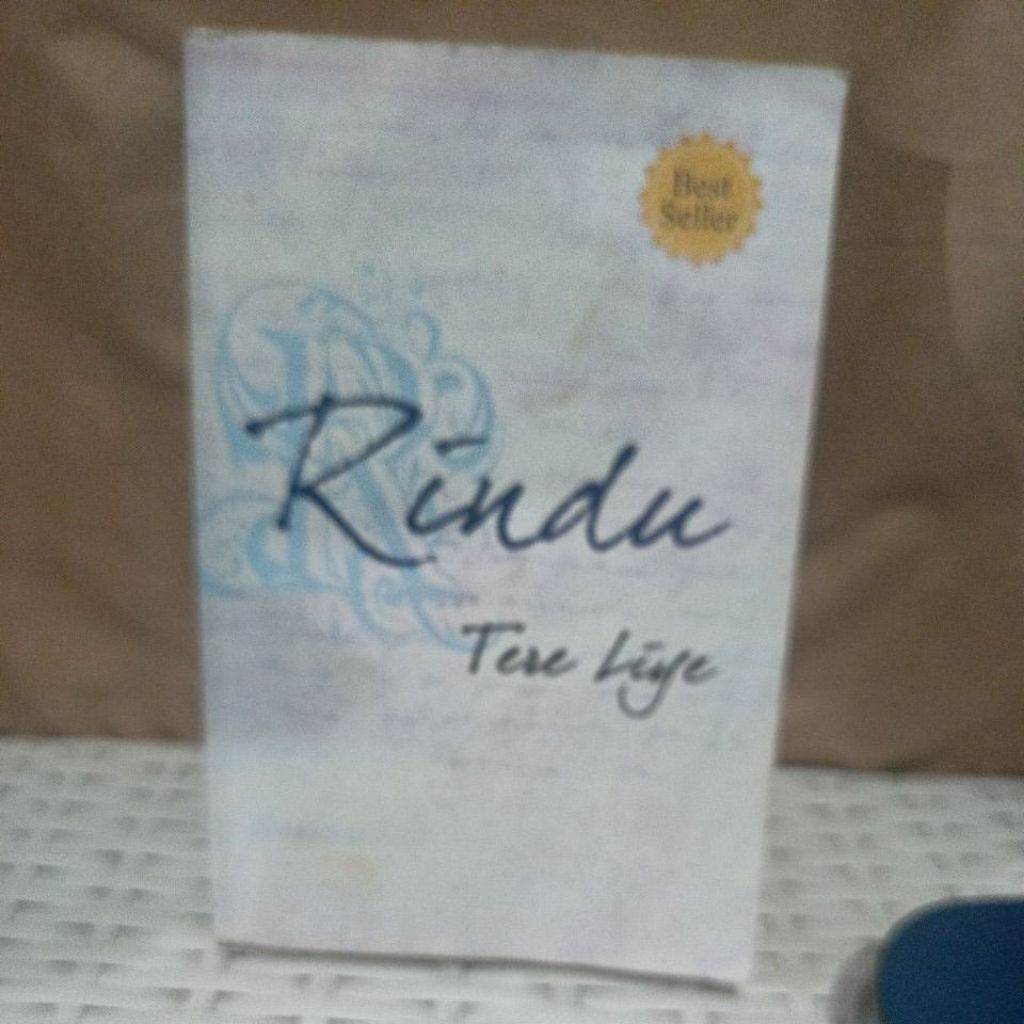 Best
Seller
Rindu
Tere Liye